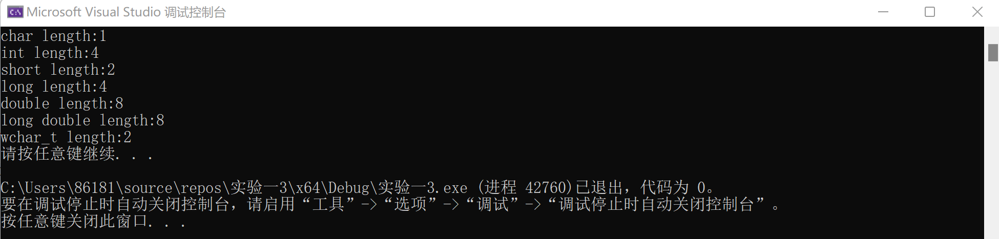 Microsoft Visual Studio 调试控制台
char length:1
int length:4
short length:2
long length:4
double length:8
long double length:8
wchar_t length:2
请按任意键继续. . .
C:\Users\86181\source\repos\实验一3\x64\Debug\实验一3.exe (进程 42760)已退出，代码为 0。
要在调试停止时自动关闭控制台，请启用“工具”->“选项”->“调试”->“调试停止时自动关闭控制台”。
按任意键关闭此窗口. . .